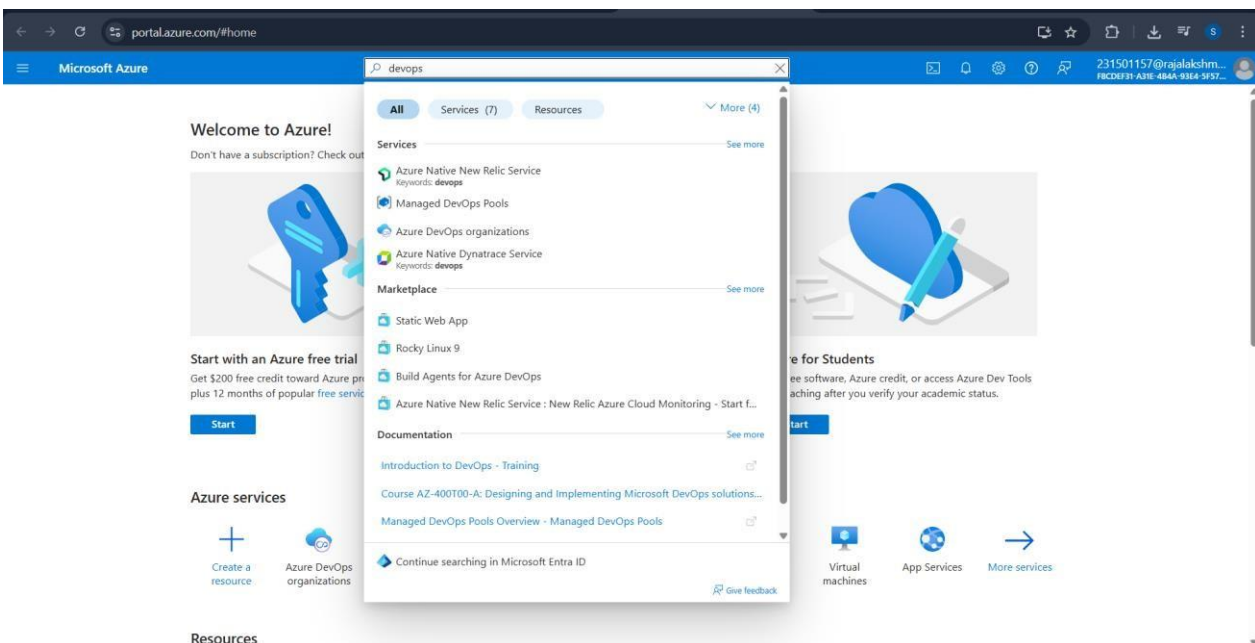 portal.azure.com/#home
S
Microsoft Azure
devops
231501157@rajalakshm...
FBCDEF31-A31E-4B4A-93E4-5F57...
All
Services (7)
Resources
More (4)
Welcome to Azure!
Don't have a subscription? Check out
Services
See more
Azure Native New Relic Service
Keywords: devops
Managed DevOps Pools
Azure DevOps organizations
Azure Native Dynatrace Service
Keywords: devops
Marketplace
See more
Static Web App
Rocky Linux 9
Build Agents for Azure DevOps
Azure Native New Relic Service : New Relic Azure Cloud Monitoring - Start f...
Documentation
See more
Introduction to DevOps - Training
Course AZ-400T00-A: Designing and Implementing Microsoft DevOps solutions...
Managed DevOps Pools Overview - Managed DevOps Pools
Continue searching in Microsoft Entra ID
Give feedback
Start with an Azure free trial
Get $200 free credit toward Azure pr
plus 12 months of popular free servic
Start
e for Students
ee software, Azure credit, or access Azure Dev Tools
aching after you verify your academic status.
tart
Azure services
Create a
resource
Azure DevOps
organizations
Virtual
machines
App Services
More services
Resources